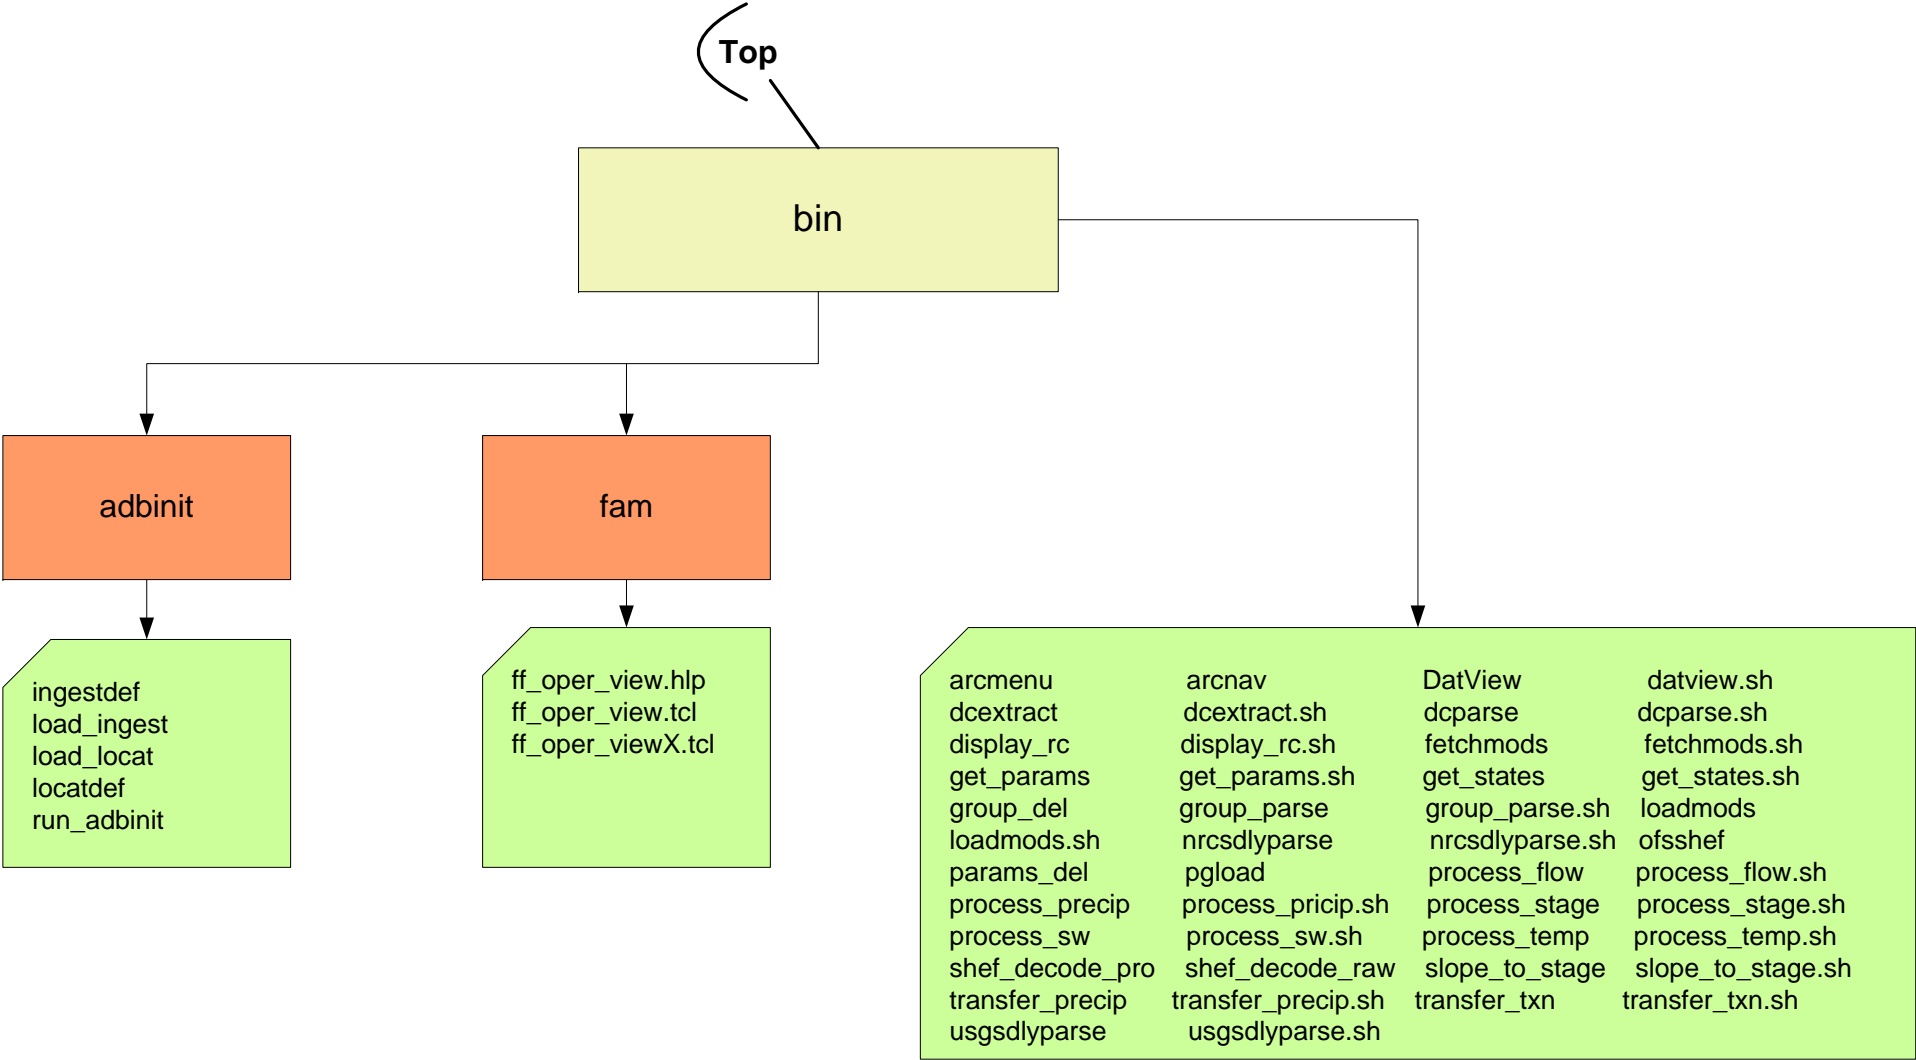 Top
bin
adbinit
fam
ingestdef
load_ingest
load_locat
locatdef
run_adbinit
ff_oper_view.hlp
ff_oper_view.tcl
ff_oper_viewX.tcl
arcmenu arcnav DatView datview.sh
dcextract dcextract.sh dcparse dcparse.sh
display_rc display_rc.sh fetchmods fetchmods.sh
get_params get_params.sh get_states get_states.sh
group_del group_parse group_parse.sh loadmods
loadmods.sh nrcsdlyparse nrcsdlyparse.sh ofsshef
params_del pgload process_flow process_flow.sh
process_precip process_pricip.sh process_stage process_stage.sh
process_sw process_sw.sh process_temp process_temp.sh
shef_decode_pro shef_decode_raw slope_to_stage slope_to_stage.sh
transfer_precip transfer_precip.sh transfer_txn transfer_txn.sh
usgsdlyparse usgsdlyparse.sh